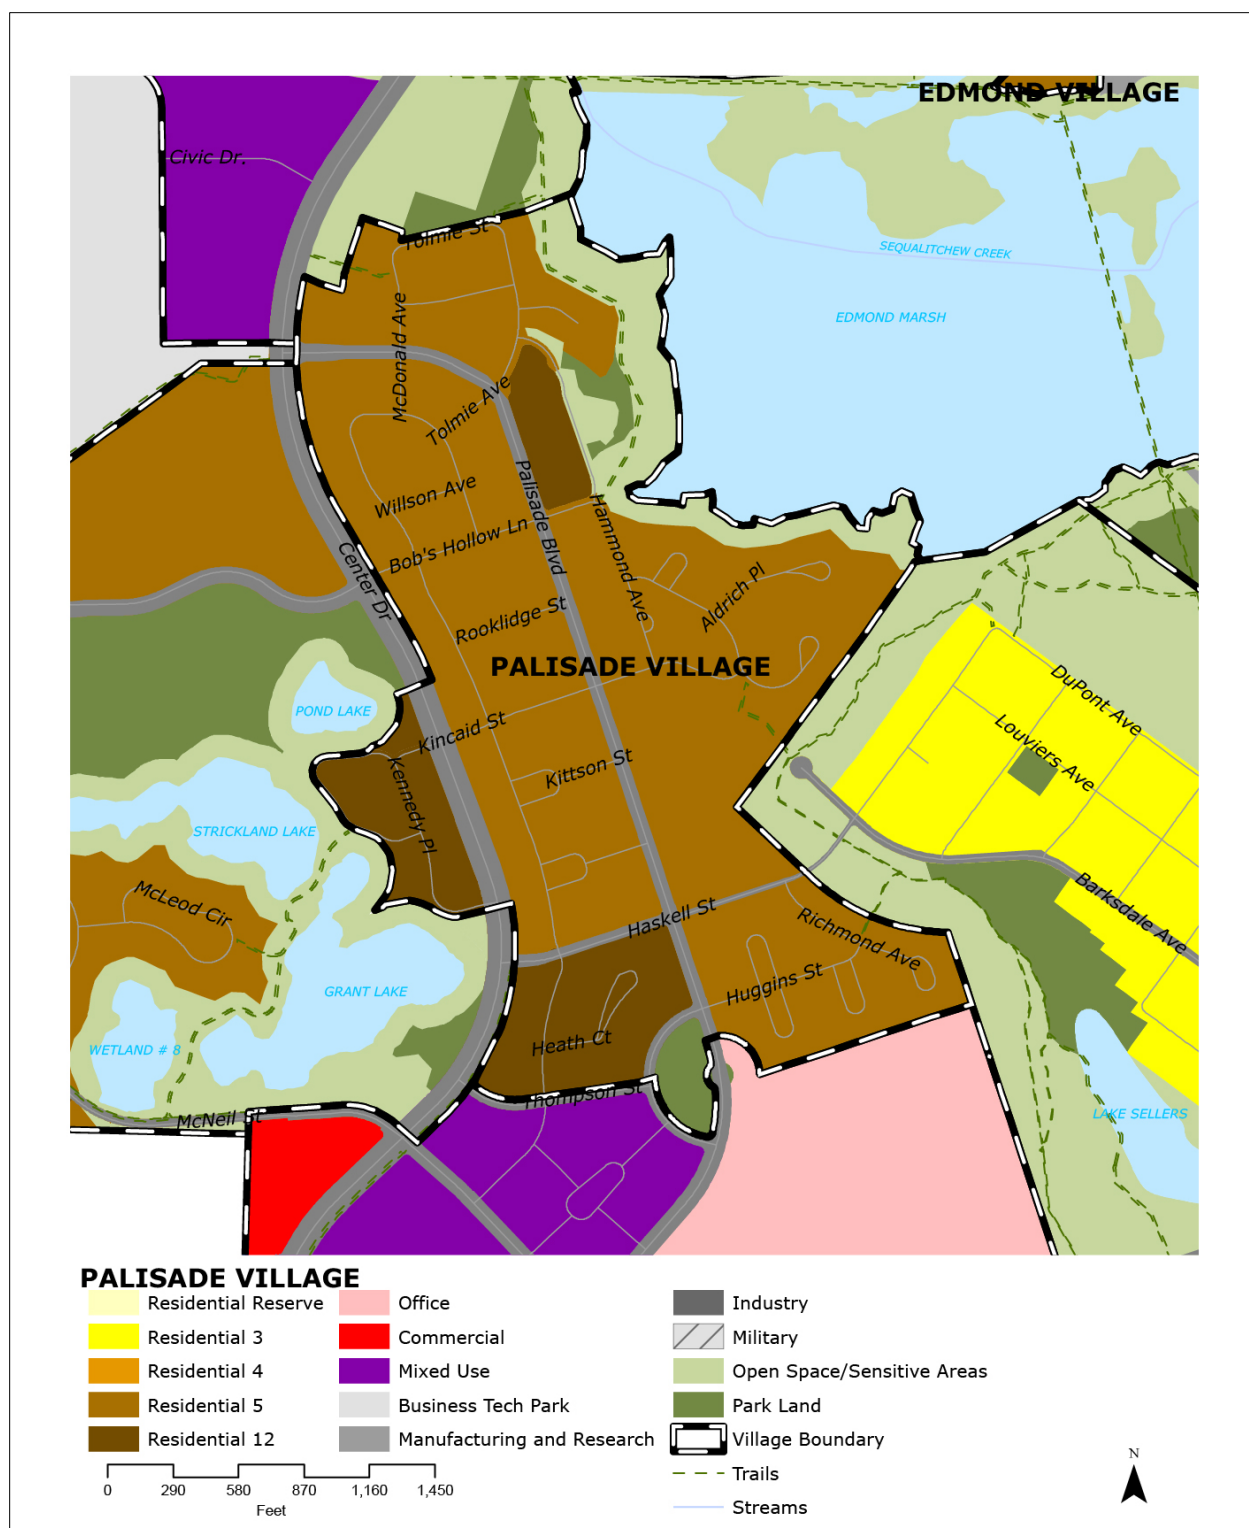 EDMOND VILLAGE
Civic Dr.
Tolmie St
SEQUALITCHEW CREEK
EDMOND MARSH
McDonald Ave
Tolmie Ave
Willson Ave
Palisade Blvd
Bob's Hollow Ln
Hammond Ave
Center Dr
Aldrich Pl
Rooklidge St
PALISADE VILLAGE
DuPont Ave
POND LAKE
Kincaid St
Louviers Ave
Kittson St
Kennedy Pl
STRICKLAND LAKE
McLeod Cir
Haskell St
Richmond Ave
Barksdale Ave
Huggins St
GRANT LAKE
Heath Ct
WETLAND # 8
Thompson St
McNeil St
LAKE SELLERS
PALISADE VILLAGE
Residential Reserve
Residential 3
Residential 4
Residential 5
Residential 12
Office
Commercial
Mixed Use
Business Tech Park
Manufacturing and Research
Industry
Military
Open Space/Sensitive Areas
Park Land
Village Boundary
Trails
Streams
0 290 580 870 1,160 1,450
Feet
N